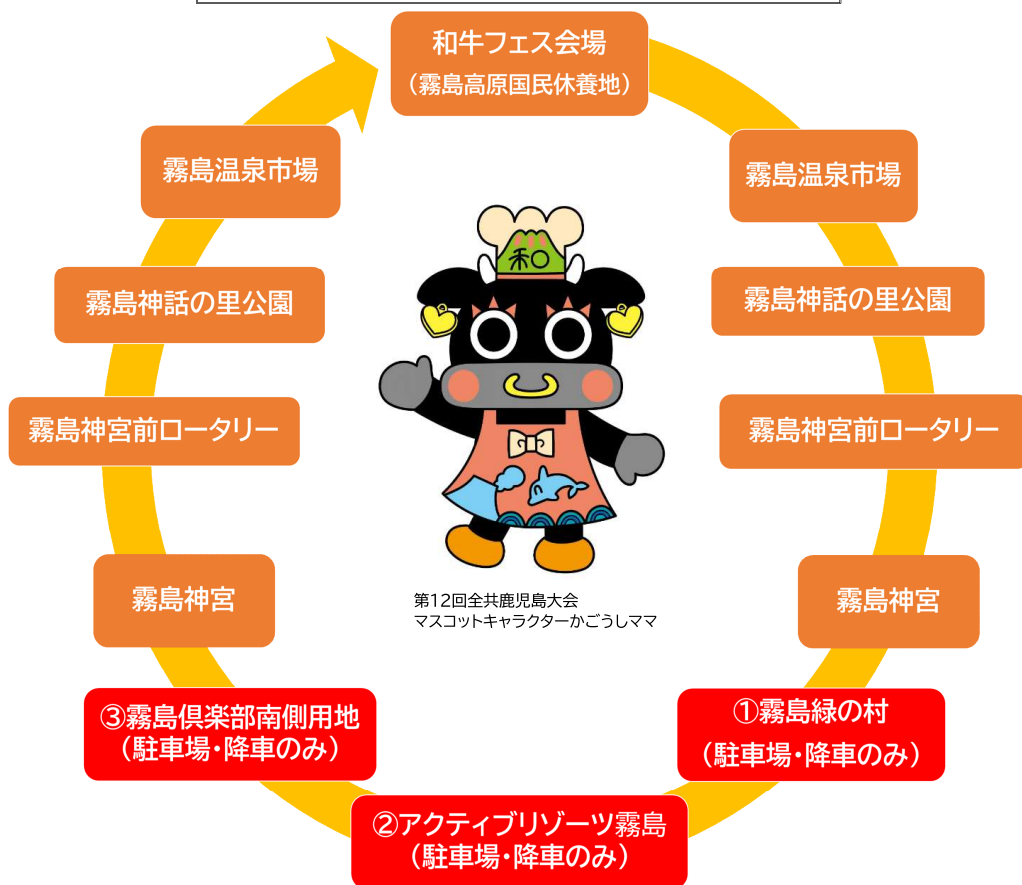 和牛フェス会場
（霧島高原国民休養地）
霧島温泉市場
霧島神話の里公園
霧島神宮前ロータリー
霧島神宮
①霧島緑の村
（駐車場・降車のみ）
②アクティブリゾーツ霧島
（駐車場・降車のみ）
③霧島倶楽部南側用地
（駐車場・降車のみ）
霧島神宮
霧島神宮前ロータリー
霧島神話の里公園
霧島温泉市場
和
第12回全共鹿児島大会
マスコットキャラクターかごうしママ